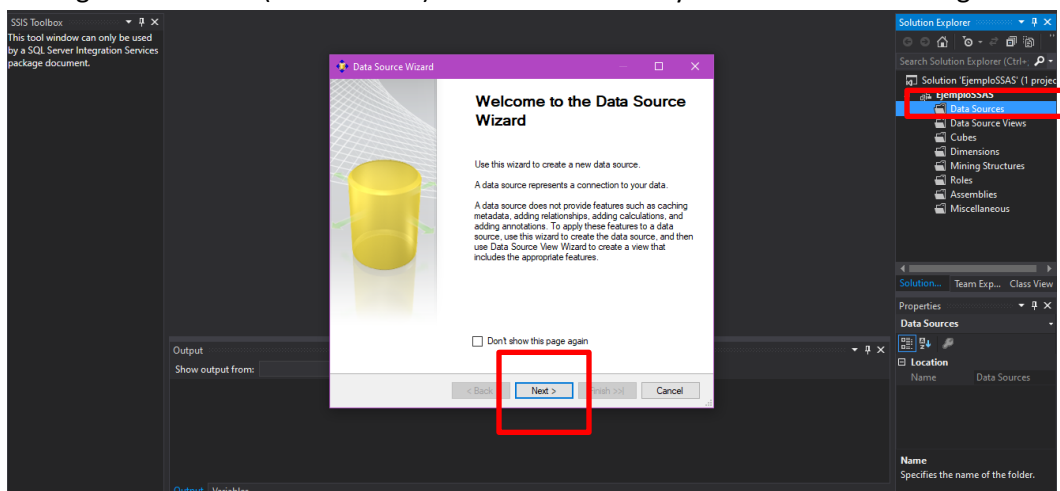 SSIS Toolbox
This tool window can only be used
by a SQL Server Integration Services
package document.
Data Source Wizard
Welcome to the Data Source
Wizard
Use this wizard to create a new data source.
A data source represents a connection to your data.
A data source does not provide features such as caching
metadata, adding relationships, adding calculations, and
adding annotations. To apply these features to a data
source, use this wizard to create the data source, and then
use Data Source View Wizard to create a view that
includes the appropriate features.
Don't show this page again
< Back
Next >
Finish >>|
Cancel
Output
Show output from:
Output Variables
Solution Explorer
Search Solution Explorer (Ctrl+;
Solution 'EjemploSSAS' (1 projec
EjemploSSAS
Data Sources
Data Source Views
Cubes
Dimensions
Mining Structures
Roles
Assemblies
Miscellaneous
Solution... Team Exp... Class View
Properties
Data Sources
Location
Name Data Sources
Name
Specifies the name of the folder.